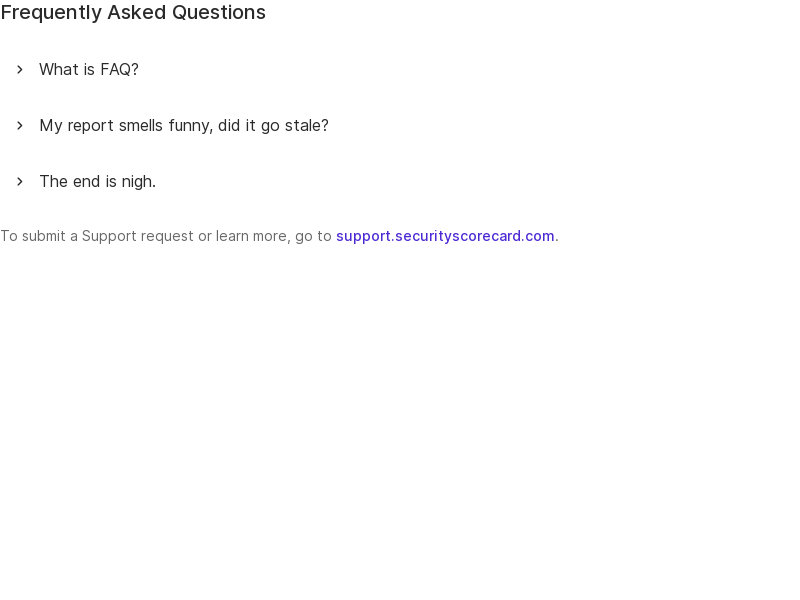 Frequently Asked Questions
What is FAQ?
My report smells funny, did it go stale?
The end is nigh.
To submit a Support request or learn more, go to support.securityscorecard.com.